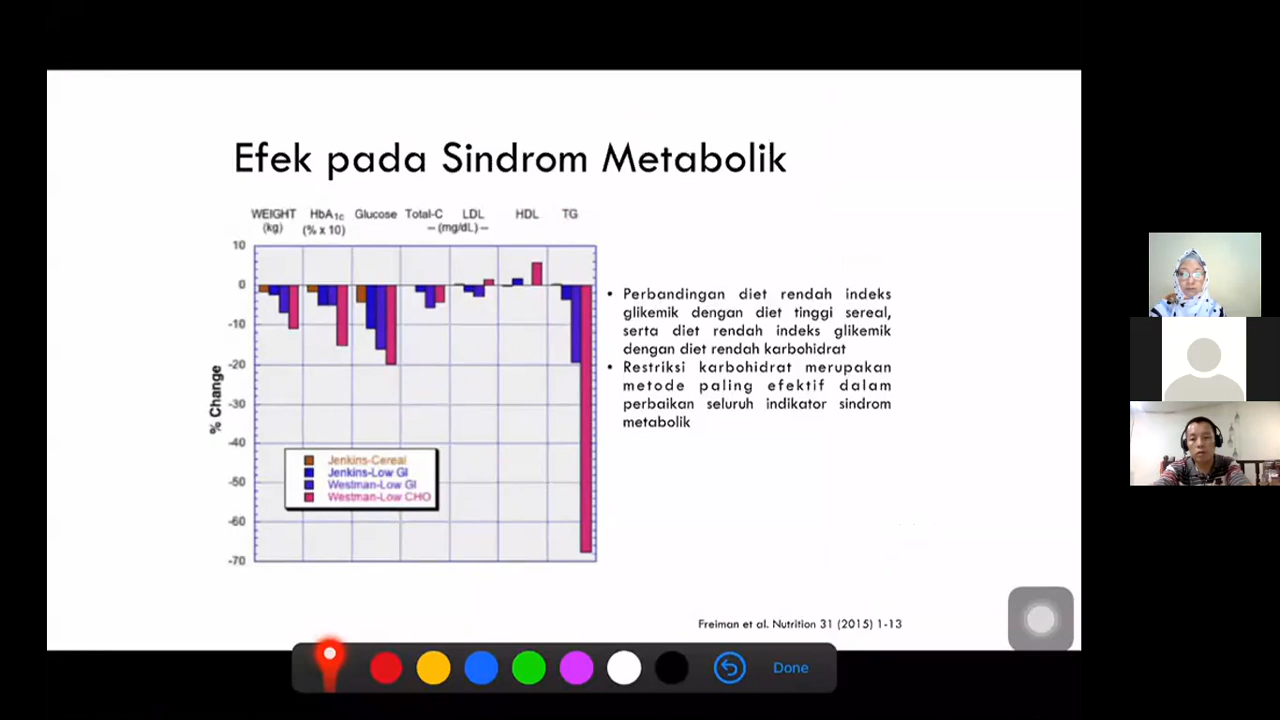 Efek pada Sindrom Metabolik
WEIGHT HbA1c Glucose Total-C LDL HDL TG
(kg) (% x 10) – (mg/dL) –
10
0
-10
-20
-30
-40
-50
-60
-70
% Change
Jenkins-Cereal
Jenkins-Low GI
Westman-Low GI
Westman-Low CHO
• Perbandingan diet rendah indeks
glikemik dengan diet tinggi sereal,
serta diet rendah indeks glikemik
dengan diet rendah karbohidrat
• Restriksi karbohidrat merupakan
metode paling efektif dalam
perbaikan seluruh indikator sindrom
metabolik
Freiman et al. Nutrition 31 (2015) 1-13
Done